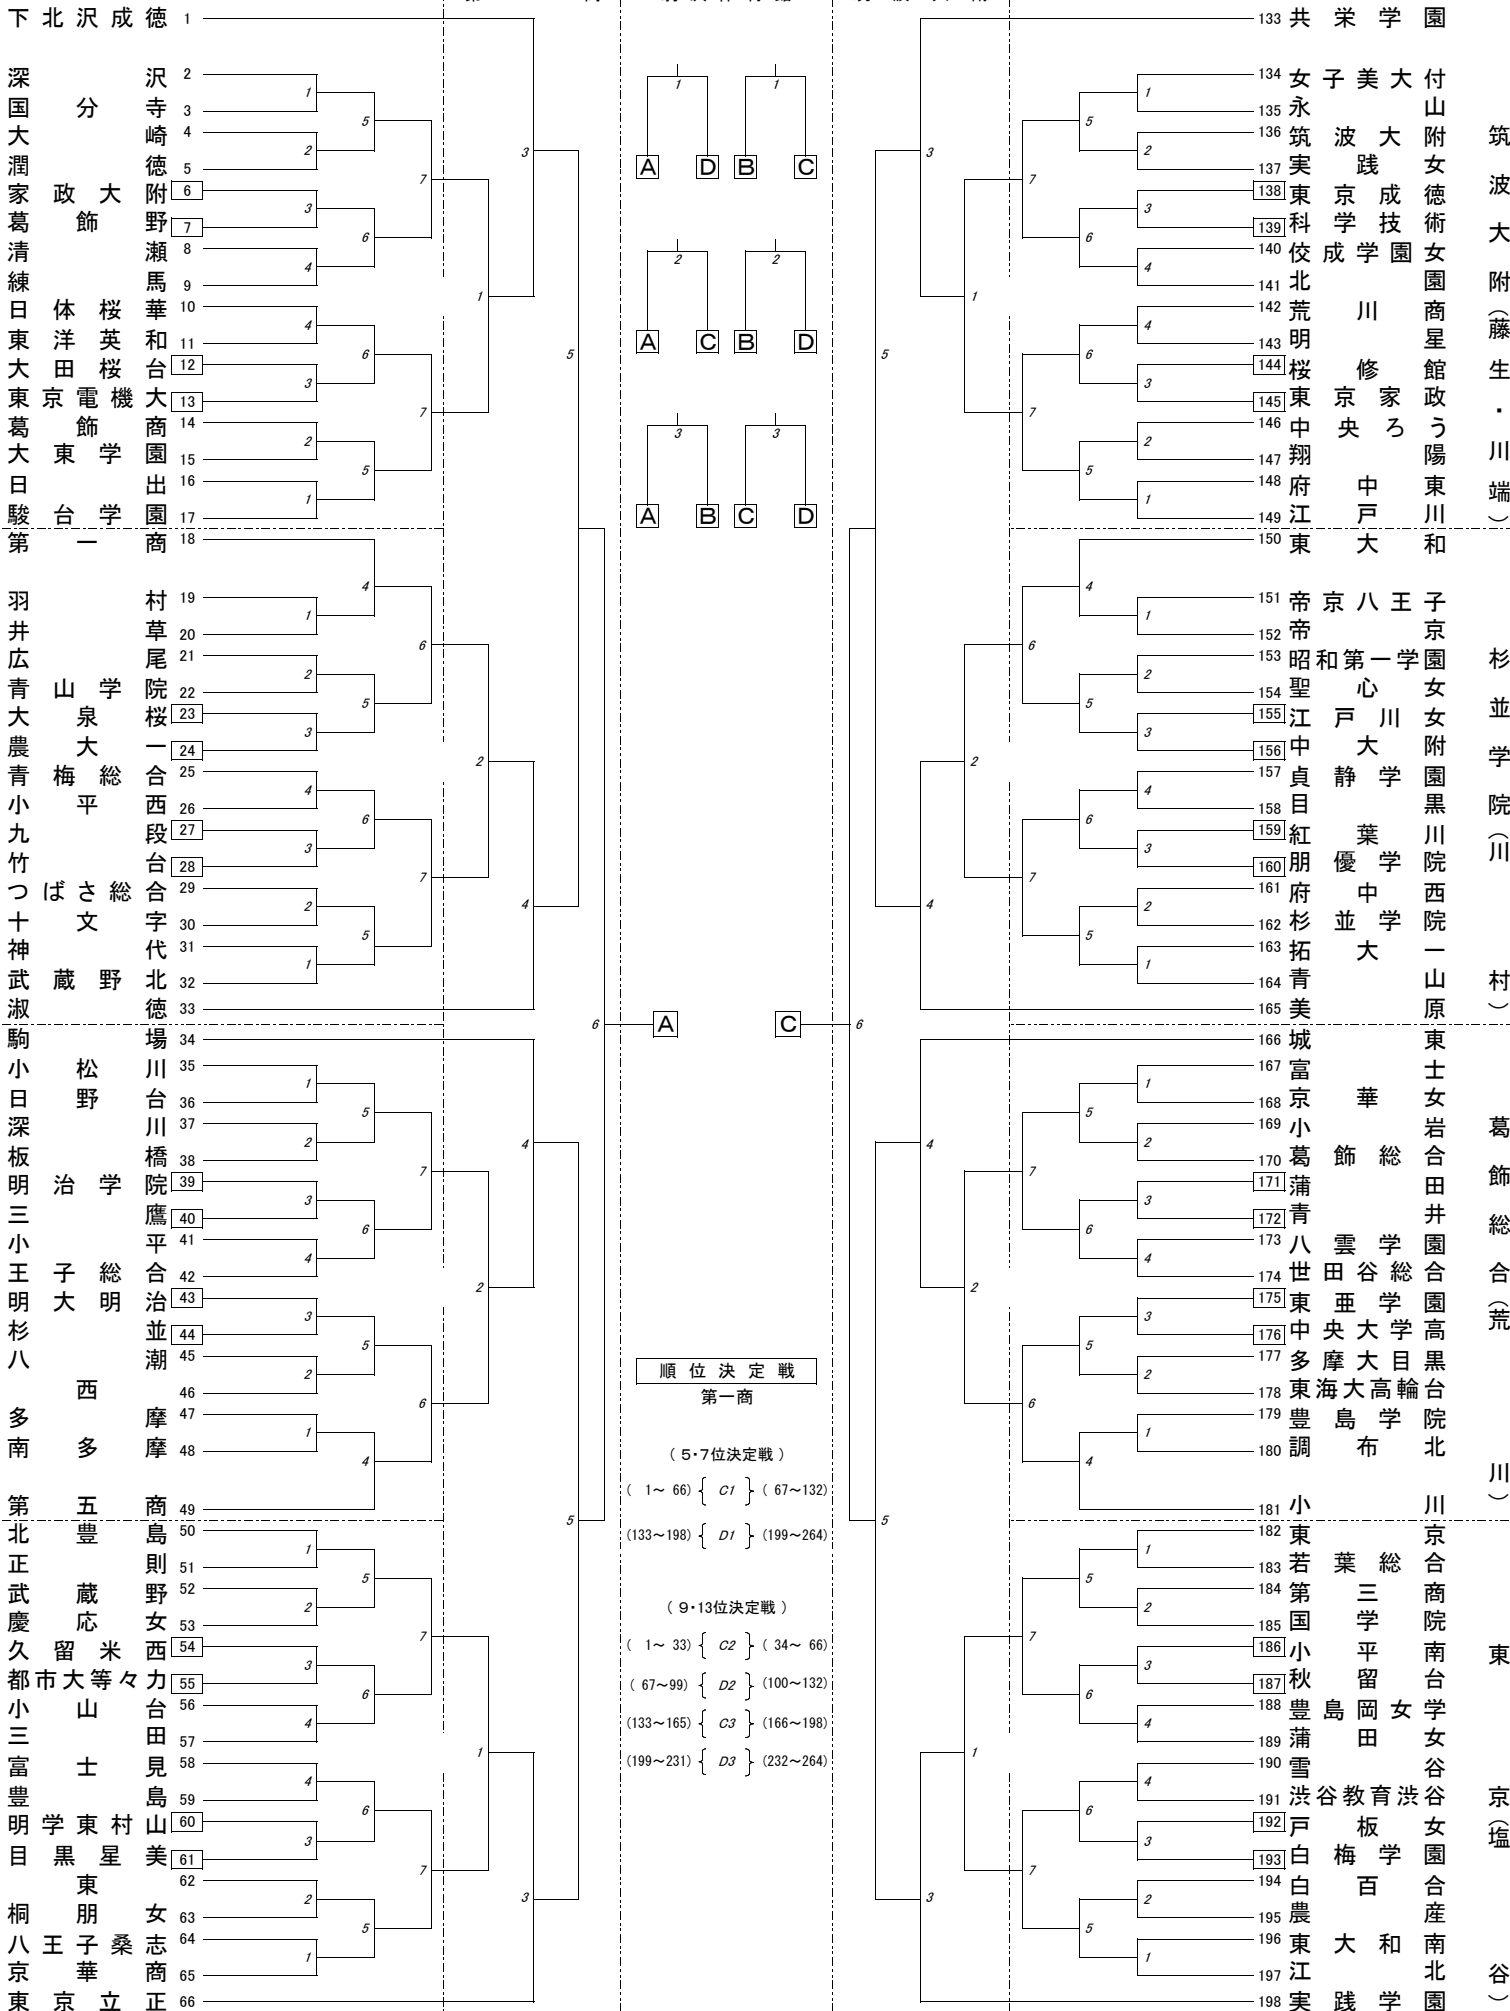 下北沢成徳 1
深沢 2
国分寺 3
大崎 4
潤徳 5
家政大附 6
葛飾野 7
清瀬 8
練馬 9
日体桜華 10
東洋英和 11
大田桜台 12
東京電機大 13
葛飾商 14
大東学園 15
日出 16
駿台学園 17
第一商 18
羽村 19
井草 20
広尾 21
青山学院 22
大泉桜 23
農大一 24
青梅総合 25
小平西 26
九段 27
竹台 28
つばさ総合 29
十文字 30
神代 31
武蔵野北 32
淑徳 33
駒場 34
小松川 35
日野台 36
深川 37
板橋 38
明治学院 39
三鷹 40
小平 41
王子総合 42
明大明治 43
杉並 44
八潮 45
西 46
多摩 47
南多摩 48
第五商 49
北豊島 50
正則 51
武蔵野 52
慶応女 53
久留米西 54
都市大等々力 55
小山台 56
三田 57
富士見 58
豊島 59
明学東村山 60
目黒星美 61
東 62
桐朋女 63
八王子桑志 64
京華商 65
東京立正 66
1 1
A D B C
2 2
A C B D
3 3
A B C D
A C
順位決定戦
第一商
（5・7位決定戦）
( 1～ 66) { C1 } ( 67～132)
(133～198) { D1 } (199～264)
（9・13位決定戦）
( 1～ 33) { C2 } ( 34～ 66)
( 67～99) { D2 } (100～132)
(133～165) { C3 } (166～198)
(199～231) { D3 } (232～264)
133 共栄学園
134 女子美大付
135 永山
136 筑波大附
137 実践女
138 東京成徳
139 科学技術
140 佼成学園女
141 北園
142 荒川商
143 明星
144 桜修館
145 東京家政
146 中央ろう
147 翔陽
148 府中東
149 江戸川
150 東大和
151 帝京八王子
152 帝京
153 昭和第一学園
154 聖心女
155 江戸川女
156 中大附
157 貞静学園
158 目黒
159 紅葉川
160 朋優学院
161 府中西
162 杉並学院
163 拓大一
164 青山
165 美原
166 城東
167 富士
168 京華女
169 小岩
170 葛飾総合
171 蒲田
172 青井
173 八雲学園
174 世田谷総合
175 東亜学園
176 中央大学高
177 多摩大目黒
178 東海大高輪台
179 豊島学院
180 調布北
181 小川
182 東京
183 若葉総合
184 第三商
185 国学院
186 小平南
187 秋留台
188 豊島岡女学
189 蒲田女
190 雪谷
191 渋谷教育渋谷
192 戸板女
193 白梅学園
194 白百合
195 農産
196 東大和南
197 江北
198 実践学園
筑波大附（藤生・川端）
杉並学院（川村）
葛飾総合（荒川）
東京（塩谷）